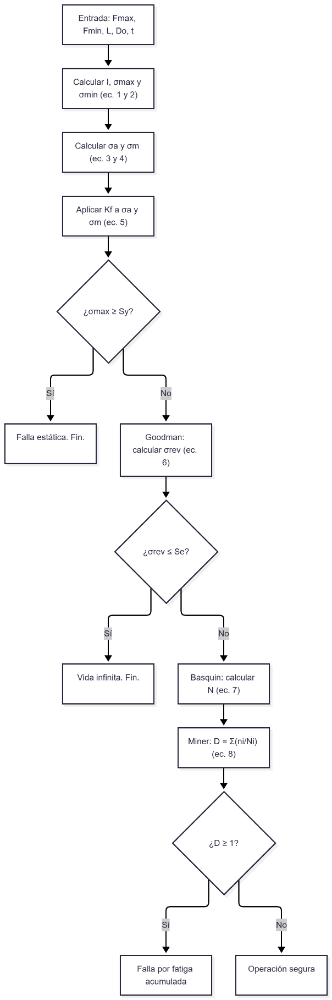 Entrada: Fmax,
Fmin, L, Do, t
Calcular I, σmax y
σmin (ec. 1 y 2)
Calcular σa y σm
(ec. 3 y 4)
Aplicar Kf a σa y
σm (ec. 5)
¿σmax ≥ Sy?
Sí
No
Falla estática. Fin.
Goodman:
calcular σrev (ec.
6)
¿σrev ≤ Se?
Sí
No
Vida infinita. Fin.
Basquin: calcular
N (ec. 7)
Miner: D = Σ(ni/Ni)
(ec. 8)
¿D ≥ 1?
Sí
No
Falla por fatiga
acumulada
Operación segura